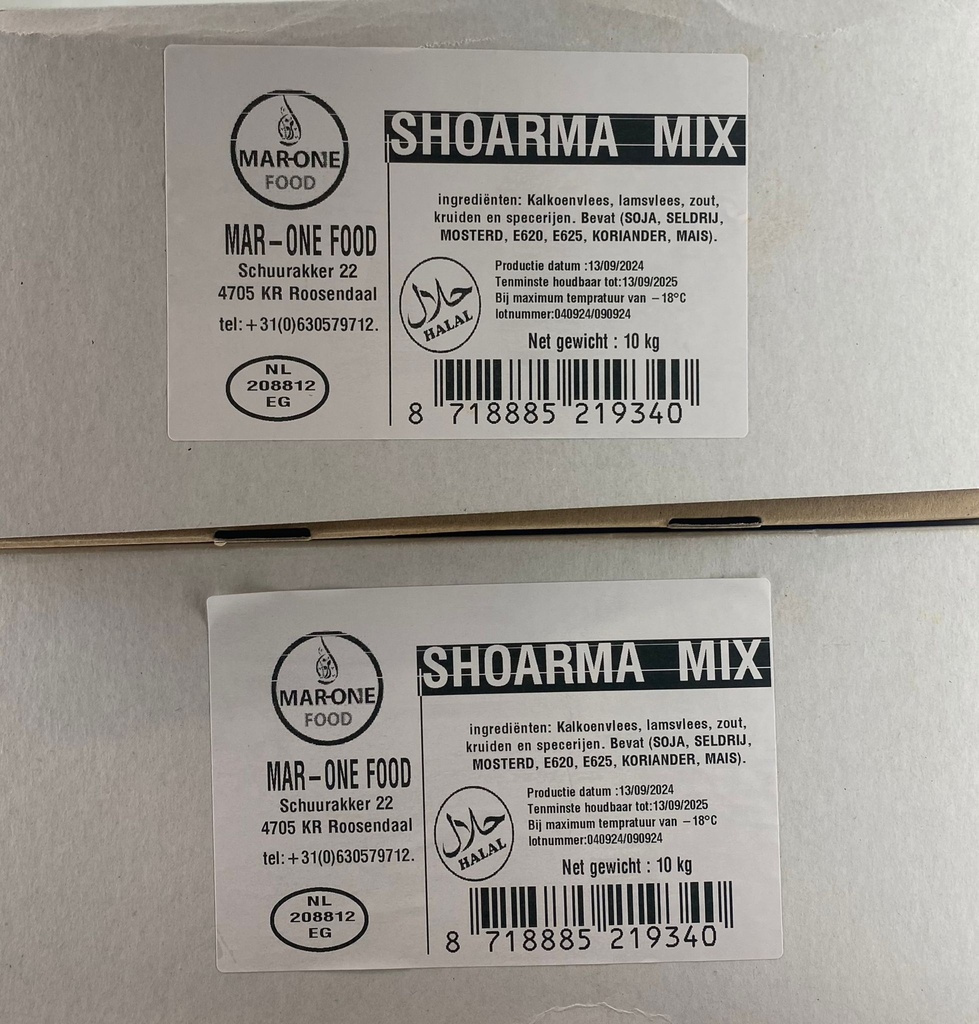 MAR-ONE
FOOD
MAR-ONE FOOD
Schuurakker 22
4705 KR Roosendaal
tel:+31(0)630579712.
NL
208812
EG
SHOARMA MIX
ingrediënten: Kalkoenvlees, lamsvlees, zout,
kruiden en specerijen. Bevat (SOJA, SELDRIJ,
MOSTERD, E620, E625, KORIANDER, MAIS).
Productie datum :13/09/2024
Tenminste houdbaar tot:13/09/2025
Bij maximum tempratuur van -18°C
lotnummer:040924/090924
حلال
HALAL
Net gewicht : 10 kg
8 718885 219340
MAR-ONE
FOOD
MAR-ONE FOOD
Schuurakker 22
4705 KR Roosendaal
tel:+31(0)630579712.
NL
208812
EG
SHOARMA MIX
ingrediënten: Kalkoenvlees, lamsvlees, zout,
kruiden en specerijen. Bevat (SOJA, SELDRIJ,
MOSTERD, E620, E625, KORIANDER, MAIS).
Productie datum :13/09/2024
Tenminste houdbaar tot:13/09/2025
Bij maximum tempratuur van -18°C
lotnummer:040924/090924
حلال
HALAL
Net gewicht : 10 kg
8 718885 219340